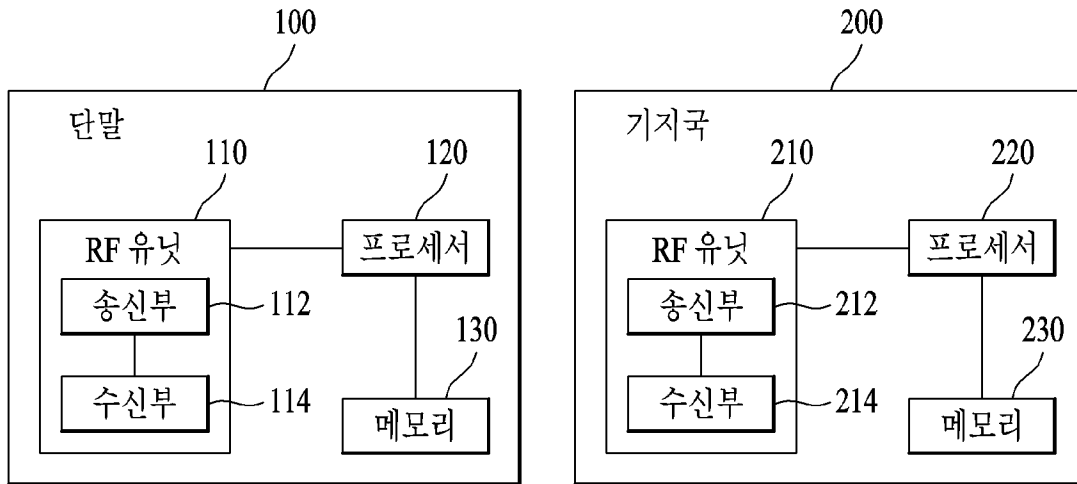 100
단말
110
120
RF 유닛
프로세서
송신부
112
130
수신부
114
메모리
200
기지국
210
220
RF 유닛
프로세서
송신부
212
230
수신부
214
메모리